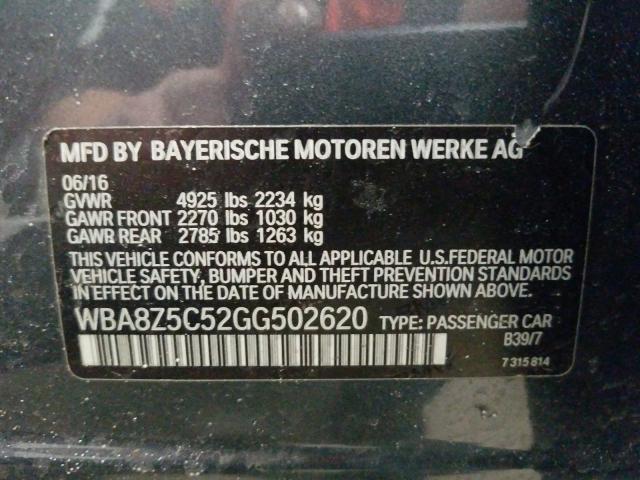 MFD BY BAYERISCHE MOTOREN WERKE AG
06/16
GVWR 4925 lbs 2234 kg
GAWR FRONT 2270 lbs 1030 kg
GAWR REAR 2785 lbs 1263 kg
THIS VEHICLE CONFORMS TO ALL APPLICABLE U.S.FEDERAL MOTOR
VEHICLE SAFETY, BUMPER AND THEFT PREVENTION STANDARDS
IN EFFECT ON THE DATE OF MANUFACTURE SHOWN ABOVE.
WBA8Z5C52GG502620 TYPE: PASSENGER CAR
B39/7
7 315 814